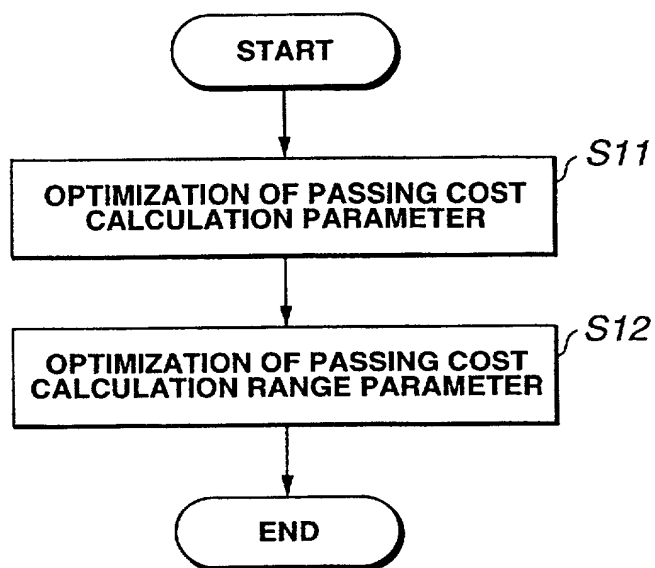 START
S11
OPTIMIZATION OF PASSING COST
CALCULATION PARAMETER
S12
OPTIMIZATION OF PASSING COST
CALCULATION RANGE PARAMETER
END